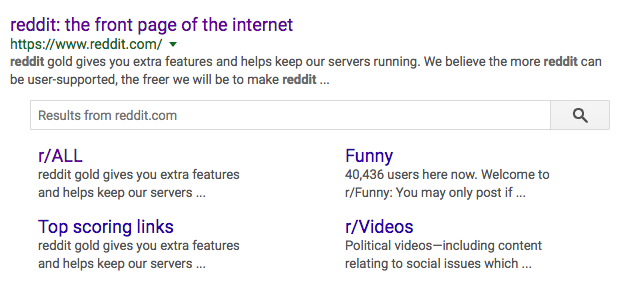 reddit: the front page of the internet
https://www.reddit.com/
reddit gold gives you extra features and helps keep our servers running. We believe the more reddit can
be user-supported, the freer we will be to make reddit ...
Results from reddit.com
r/ALL
reddit gold gives you extra features
and helps keep our servers ...
Funny
40,436 users here now. Welcome to
r/Funny: You may only post if ...
Top scoring links
reddit gold gives you extra features
and helps keep our servers ...
r/Videos
Political videos—including content
relating to social issues which ...